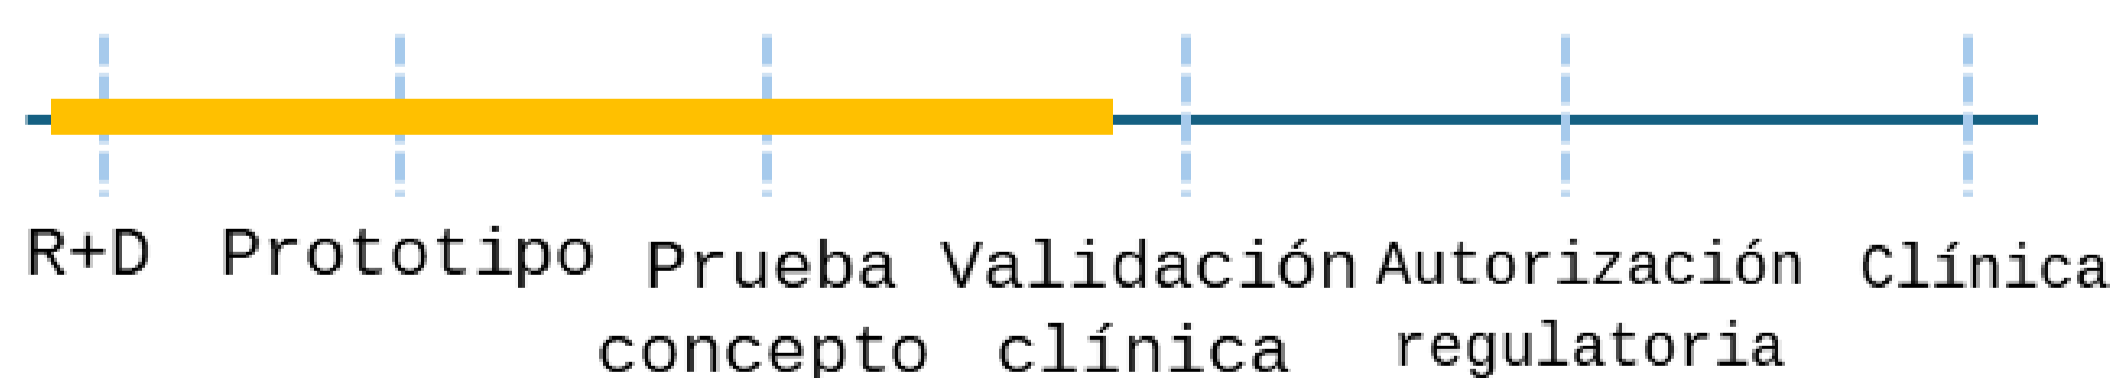 R+D
Prototipo
Prueba concepto
Validación clínica
Autorización regulatoria
Clínica